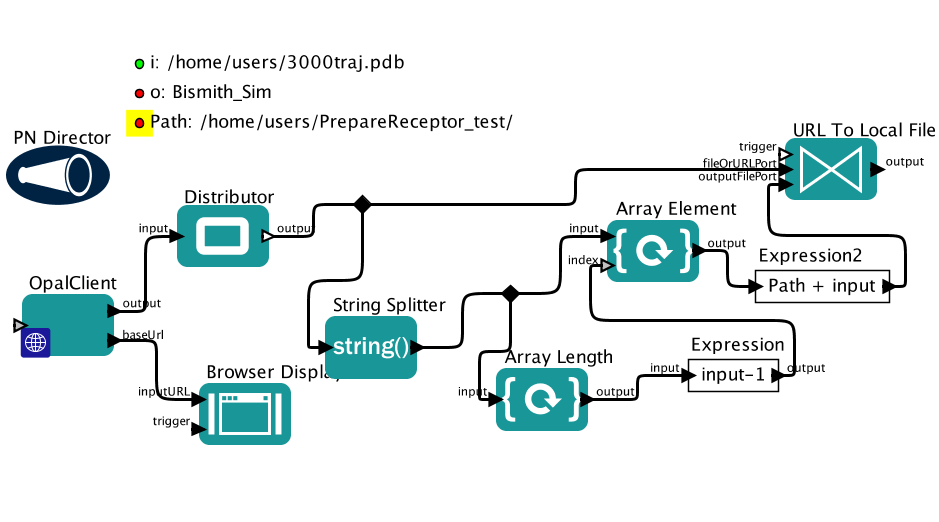 i: /home/users/3000traj.pdb
o: Bismith_Sim
Path: /home/users/PrepareReceptor_test/
PN Director
URL To Local File
trigger
fileOrURLPort
outputFilePort
output
Distributor
input
output
Array Element
input
index
output
Expression2
Path + input
OpalClient
output
baseUrl
String Splitter
string()
Expression
input
input-1
output
Array Length
input
output
Browser Display
inputURL
trigger